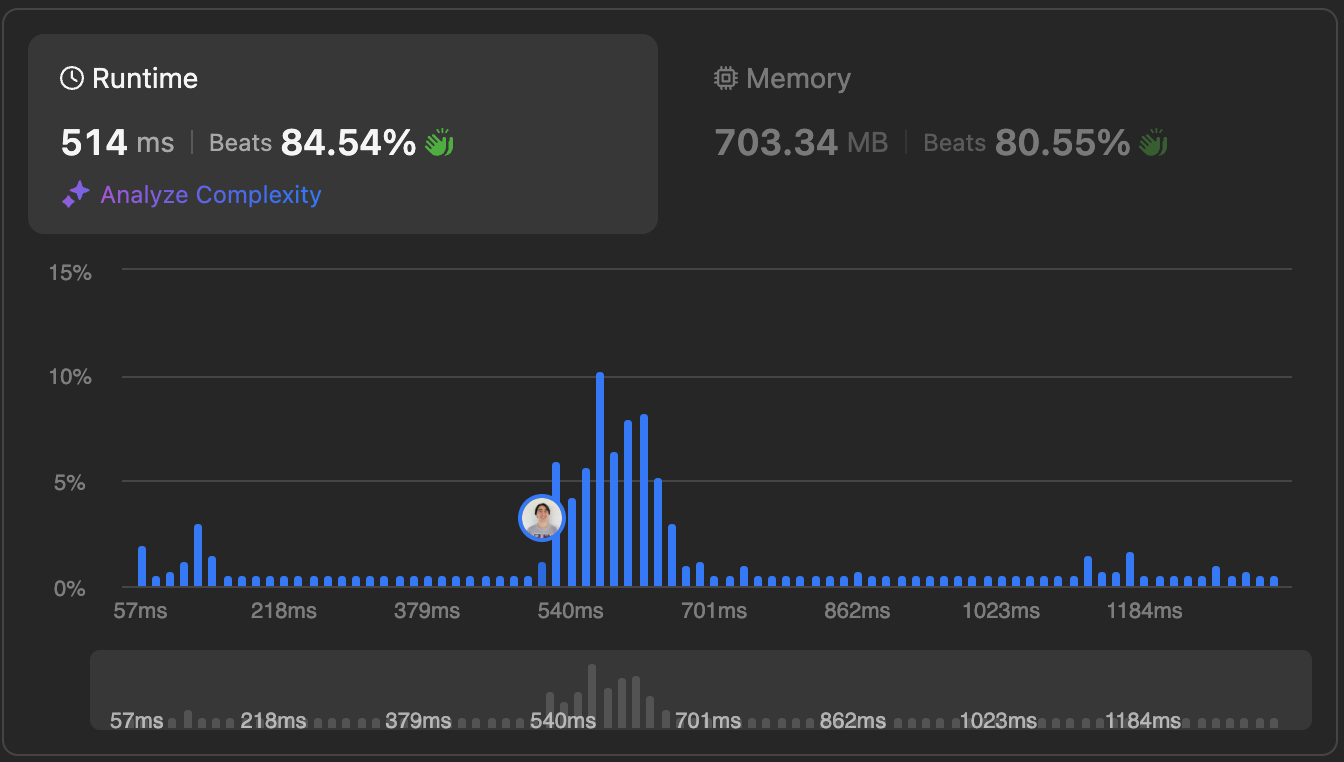 Runtime
514 ms | Beats 84.54%
Analyze Complexity
Memory
703.34 MB | Beats 80.55%
15%
10%
5%
0%
57ms 218ms 379ms 540ms 701ms 862ms 1023ms 1184ms
57ms 218ms 379ms 540ms 701ms 862ms 1023ms 1184ms